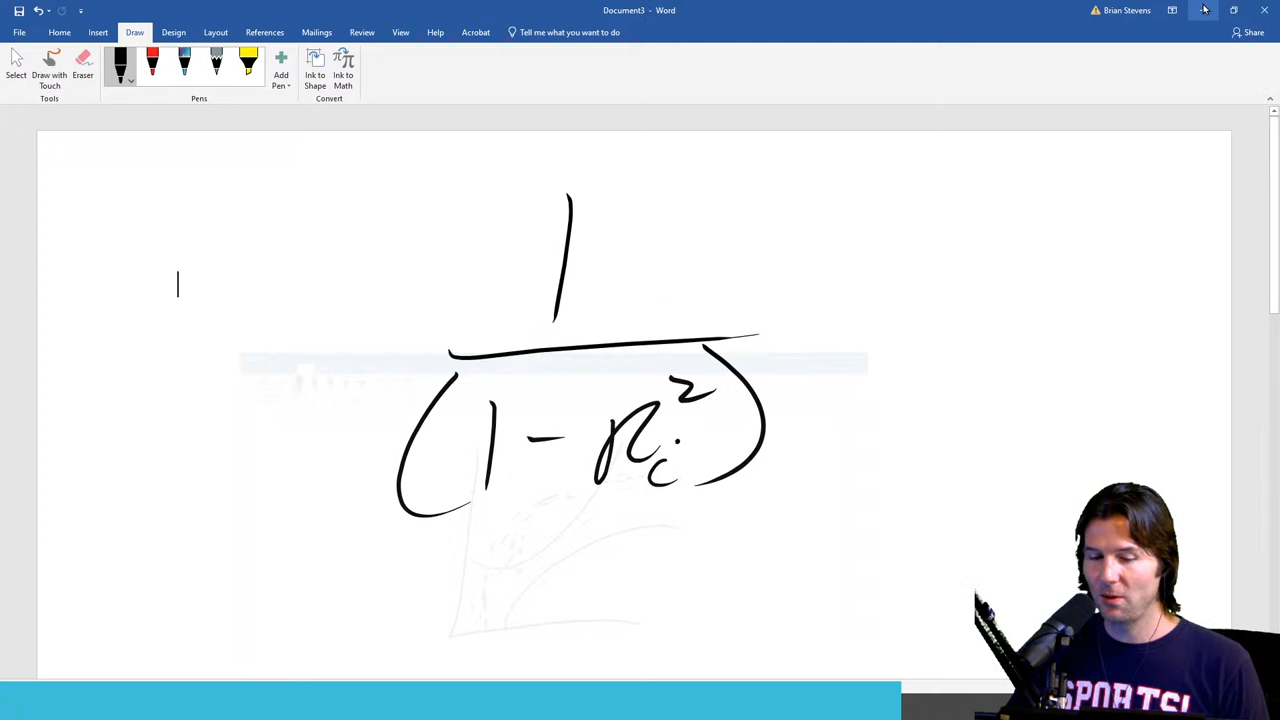 Document3 - Word
Brian Stevens
File Home Insert Draw Design Layout References Mailings Review View Help Acrobat Tell me what you want to do Share
Select Draw with Touch Eraser Add Pen Ink to Shape Ink to Math
Tools Pens Convert
1
(1 - Ri²)
SPORTS!